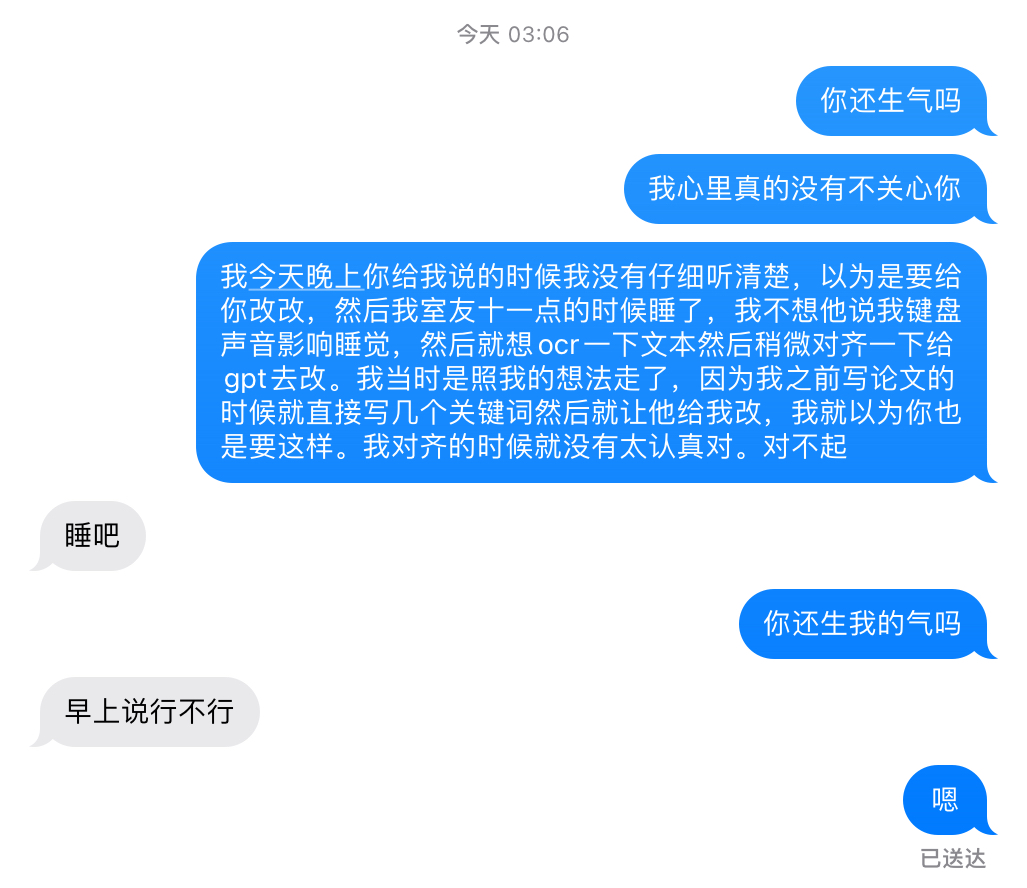 今天 03:06
你还生气吗
我心里真的没有不关心你
我今天晚上你给我说的时候我没有仔细听清楚，以为是要给
你改改，然后我室友十一点的时候睡了，我不想他说我键盘
声音影响睡觉，然后就想ocr一下文本然后稍微对齐一下给
gpt去改。我当时是照我的想法走了，因为我之前写论文的
时候就直接写几个关键词然后就让他给我改，我就以为你也
是要这样。我对齐的时候就没有太认真对。对不起
睡吧
你还生我的气吗
早上说行不行
嗯
已送达